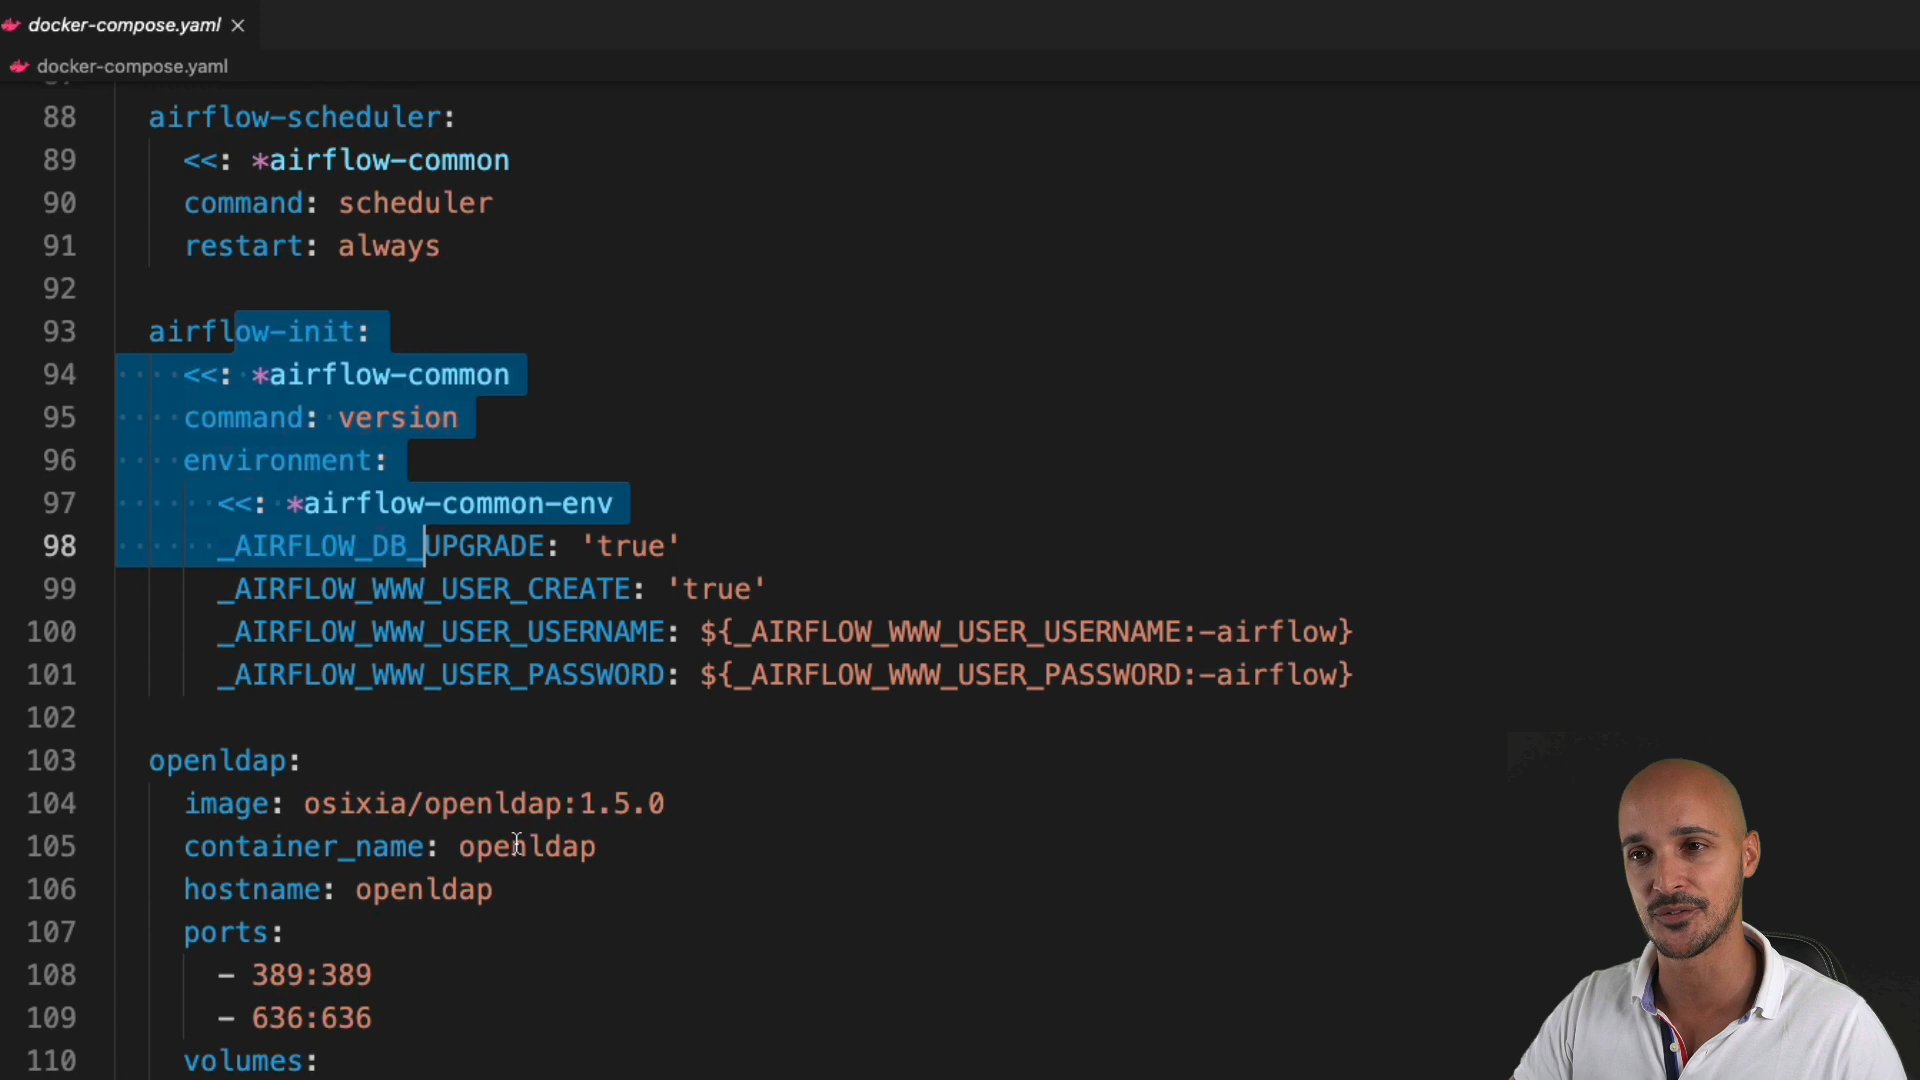 docker-compose.yaml
docker-compose.yaml
88 airflow-scheduler:
89 <<: *airflow-common
90 command: scheduler
91 restart: always
92
93 airflow-init:
94 <<: *airflow-common
95 command: version
96 environment:
97 <<: *airflow-common-env
98 _AIRFLOW_DB_UPGRADE: 'true'
99 _AIRFLOW_WWW_USER_CREATE: 'true'
100 _AIRFLOW_WWW_USER_USERNAME: ${_AIRFLOW_WWW_USER_USERNAME:-airflow}
101 _AIRFLOW_WWW_USER_PASSWORD: ${_AIRFLOW_WWW_USER_PASSWORD:-airflow}
102
103 openldap:
104 image: osixia/openldap:1.5.0
105 container_name: openldap
106 hostname: openldap
107 ports:
108 - 389:389
109 - 636:636
110 volumes: